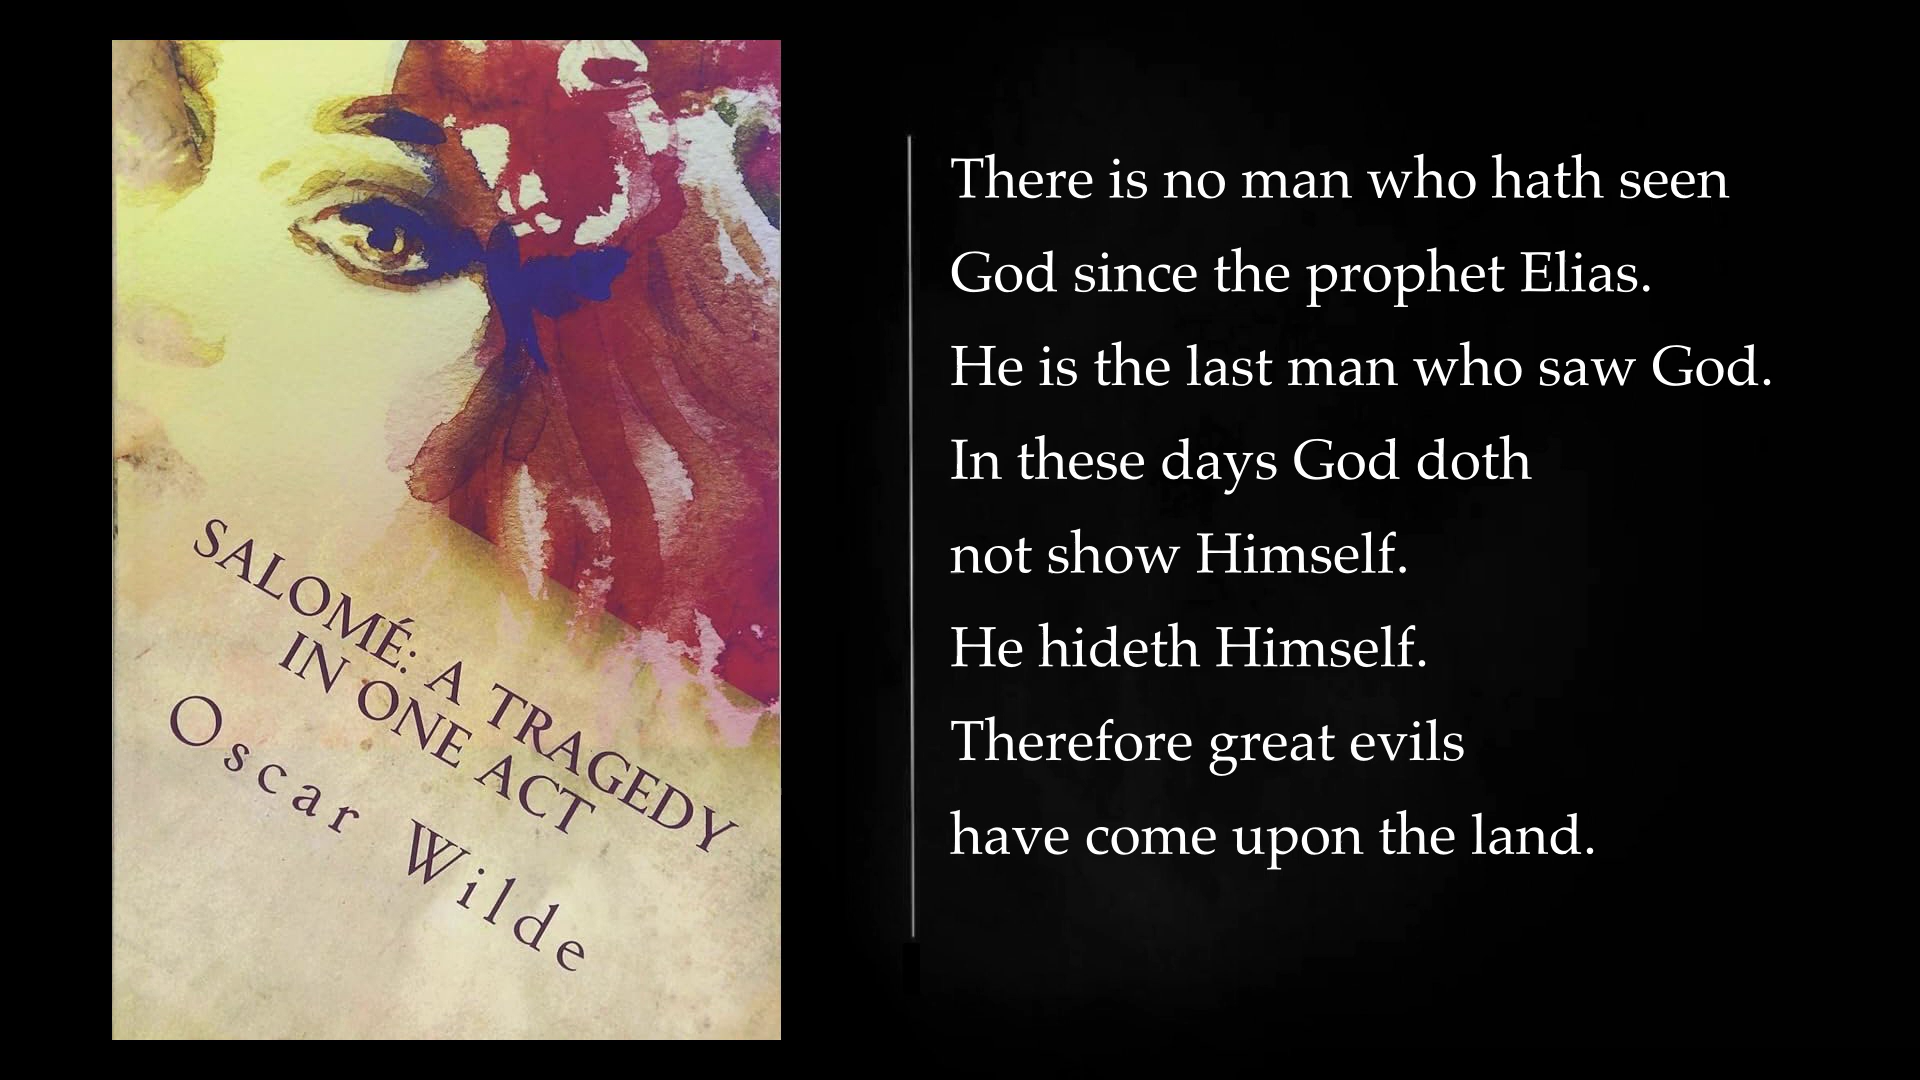 SALOMÉ: A TRAGEDY
IN ONE ACT
Oscar Wilde
There is no man who hath seen
God since the prophet Elias.
He is the last man who saw God.
In these days God doth
not show Himself.
He hideth Himself.
Therefore great evils
have come upon the land.